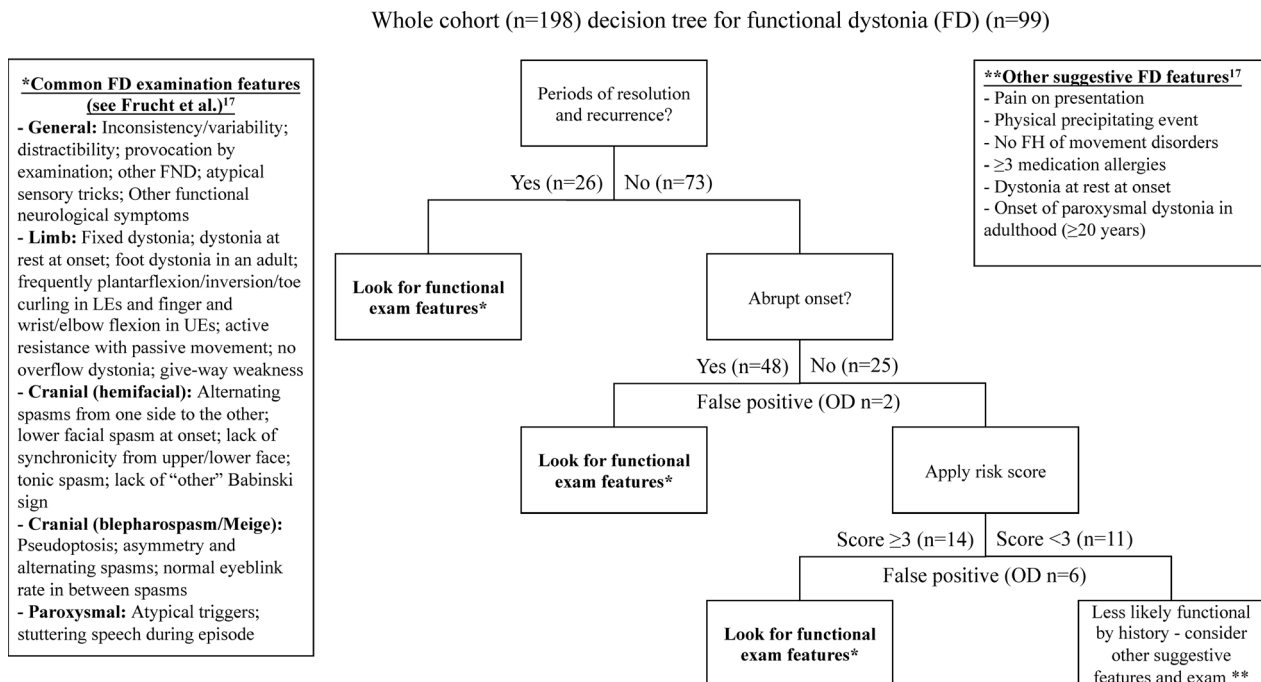 Whole cohort (n=198) decision tree for functional dystonia (FD) (n=99)
*Common FD examination features
(see Frucht et al.)¹⁷
- General: Inconsistency/variability;
distractibility; provocation by
examination; other FND; atypical
sensory tricks; Other functional
neurological symptoms
- Limb: Fixed dystonia; dystonia at
rest at onset; foot dystonia in an adult;
frequently plantarflexion/inversion/toe
curling in LEs and finger and
wrist/elbow flexion in UEs; active
resistance with passive movement; no
overflow dystonia; give-way weakness
- Cranial (hemifacial): Alternating
spasms from one side to the other;
lower facial spasm at onset; lack of
synchronicity from upper/lower face;
tonic spasm; lack of “other” Babinski
sign
- Cranial (blepharospasm/Meige):
Pseudoptosis; asymmetry and
alternating spasms; normal eyeblink
rate in between spasms
- Paroxysmal: Atypical triggers;
stuttering speech during episode
Periods of resolution
and recurrence?
Yes (n=26) No (n=73)
Look for functional
exam features*
Abrupt onset?
Yes (n=48) No (n=25)
False positive (OD n=2)
Look for functional
exam features*
Apply risk score
Score ≥3 (n=14) Score <3 (n=11)
False positive (OD n=6)
Look for functional
exam features*
Less likely functional
by history - consider
other suggestive
features and exam **
**Other suggestive FD features¹⁷
- Pain on presentation
- Physical precipitating event
- No FH of movement disorders
- ≥3 medication allergies
- Dystonia at rest at onset
- Onset of paroxysmal dystonia in
adulthood (≥20 years)